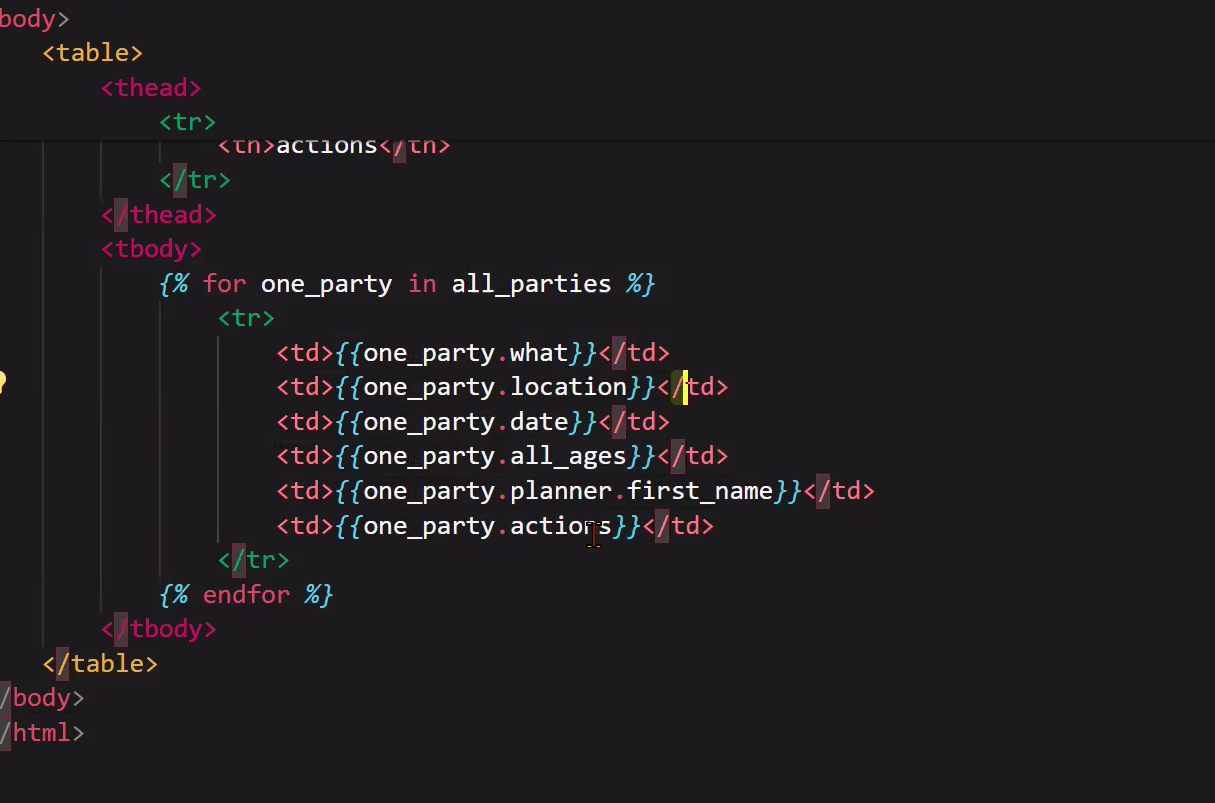 body>
<table>
<thead>
<tr>
<th>actions</th>
</tr>
</thead>
<tbody>
{% for one_party in all_parties %}
<tr>
<td>{{one_party.what}}</td>
<td>{{one_party.location}}</td>
<td>{{one_party.date}}</td>
<td>{{one_party.all_ages}}</td>
<td>{{one_party.planner.first_name}}</td>
<td>{{one_party.actions}}</td>
</tr>
{% endfor %}
</tbody>
</table>
/body>
/html>